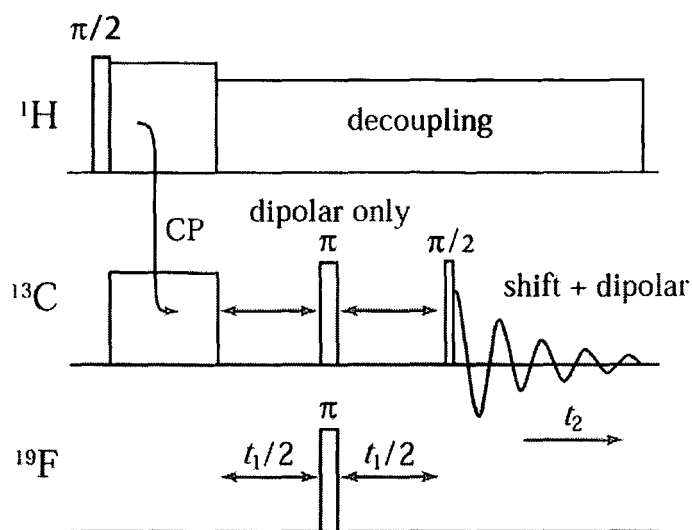 π/2
¹H
decoupling
CP
dipolar only
π
π/2
¹³C
shift + dipolar
π
t₂
t₁/2
t₁/2
¹⁹F